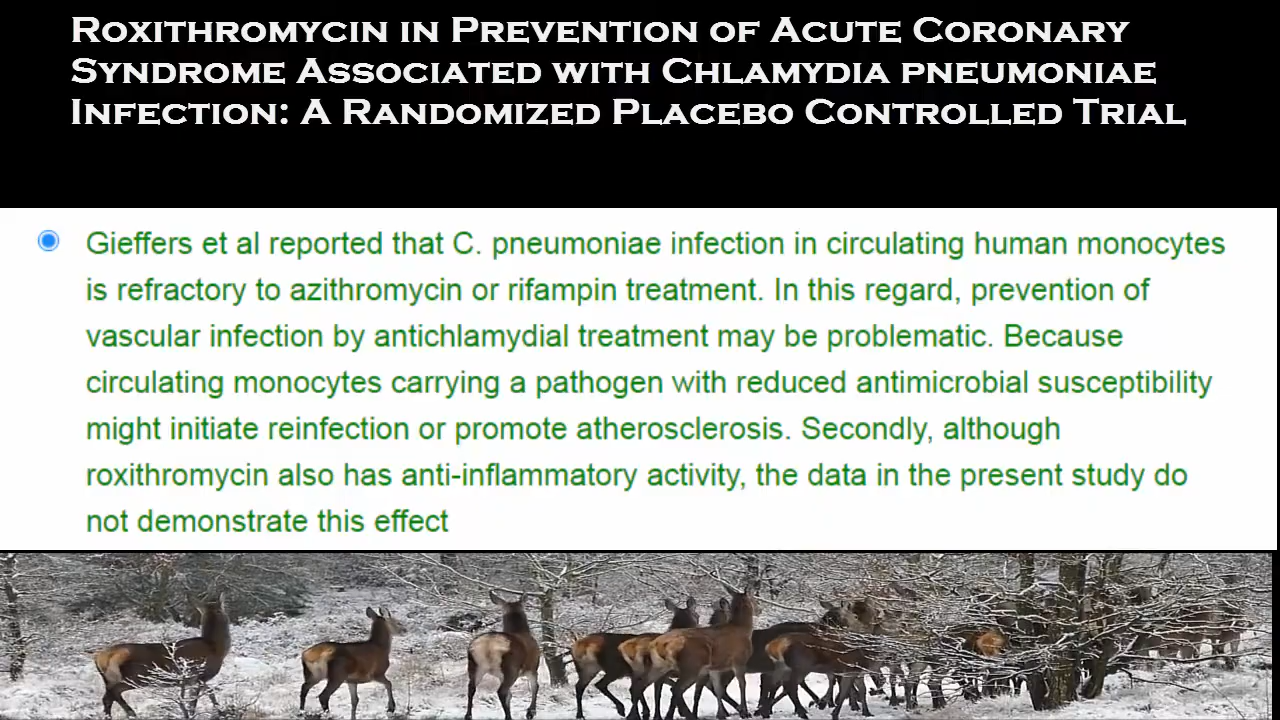 Roxithromycin in Prevention of Acute Coronary
Syndrome Associated with Chlamydia pneumoniae
Infection: A Randomized Placebo Controlled Trial
Gieffers et al reported that C. pneumoniae infection in circulating human monocytes
is refractory to azithromycin or rifampin treatment. In this regard, prevention of
vascular infection by antichlamydial treatment may be problematic. Because
circulating monocytes carrying a pathogen with reduced antimicrobial susceptibility
might initiate reinfection or promote atherosclerosis. Secondly, although
roxithromycin also has anti-inflammatory activity, the data in the present study do
not demonstrate this effect